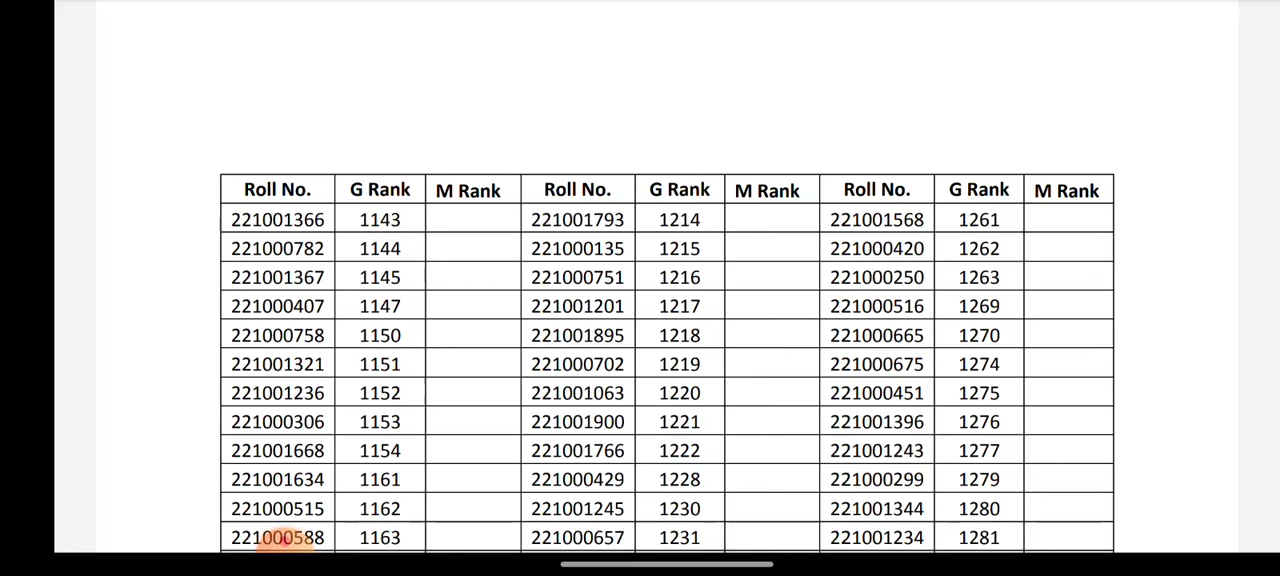 Roll No. G Rank M Rank Roll No. G Rank M Rank Roll No. G Rank M Rank
221001366 1143 221001793 1214 221001568 1261
221000782 1144 221000135 1215 221000420 1262
221001367 1145 221000751 1216 221000250 1263
221000407 1147 221001201 1217 221000516 1269
221000758 1150 221001895 1218 221000665 1270
221001321 1151 221000702 1219 221000675 1274
221001236 1152 221001063 1220 221000451 1275
221000306 1153 221001900 1221 221001396 1276
221001668 1154 221001766 1222 221001243 1277
221001634 1161 221000429 1228 221000299 1279
221000515 1162 221001245 1230 221001344 1280
221000588 1163 221000657 1231 221001234 1281